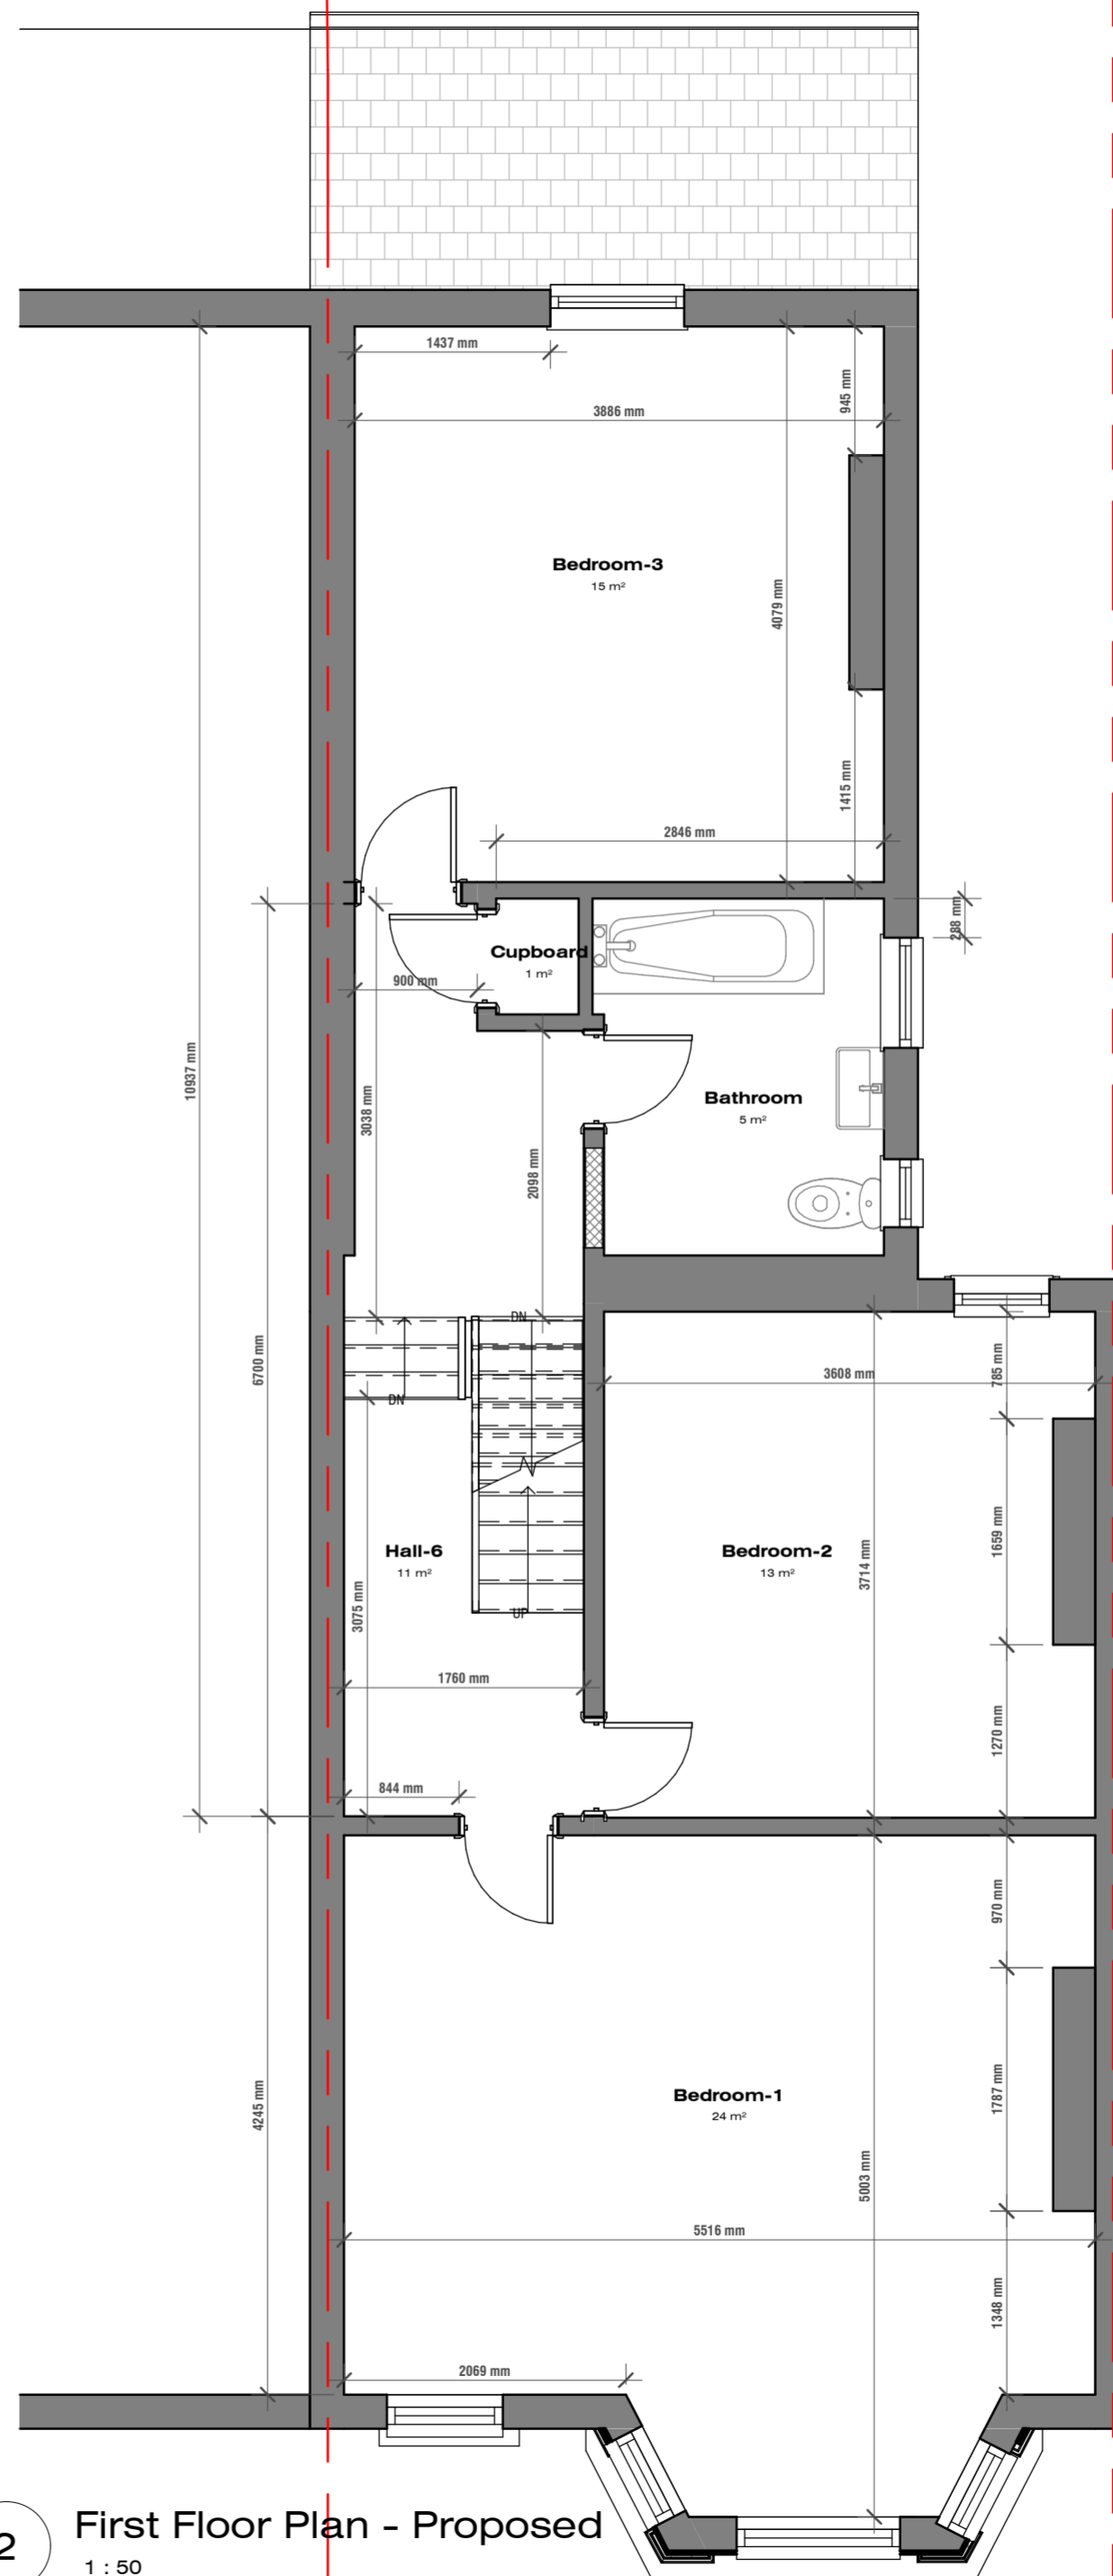 1437 mm
945 mm
3886 mm
Bedroom-3
15 m²
4079 mm
1415 mm
2846 mm
288 mm
Cupboard
1 m²
900 mm
10937 mm
3038 mm
Bathroom
5 m²
2098 mm
DN
DN
6700 mm
3608 mm
785 mm
1659 mm
Hall-6
11 m²
Bedroom-2
13 m²
3714 mm
3075 mm
UP
1760 mm
1270 mm
844 mm
970 mm
Bedroom-1
24 m²
1787 mm
4245 mm
5003 mm
5516 mm
1348 mm
2069 mm
2
First Floor Plan - Proposed
1 : 50